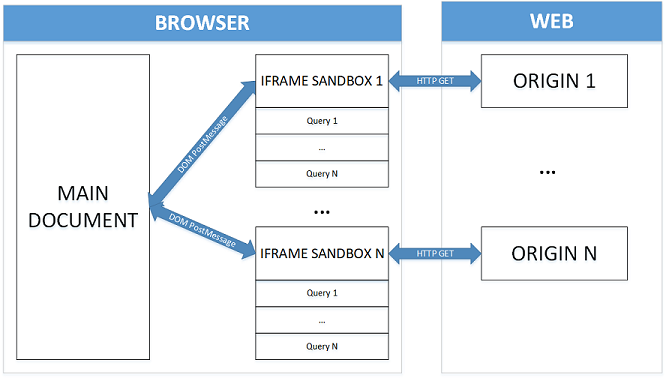 BROWSER
WEB
MAIN
DOCUMENT
DOM PostMessage
IFRAME SANDBOX 1
Query 1
...
Query N
HTTP GET
ORIGIN 1
...
...
DOM PostMessage
IFRAME SANDBOX N
Query 1
...
Query N
HTTP GET
ORIGIN N